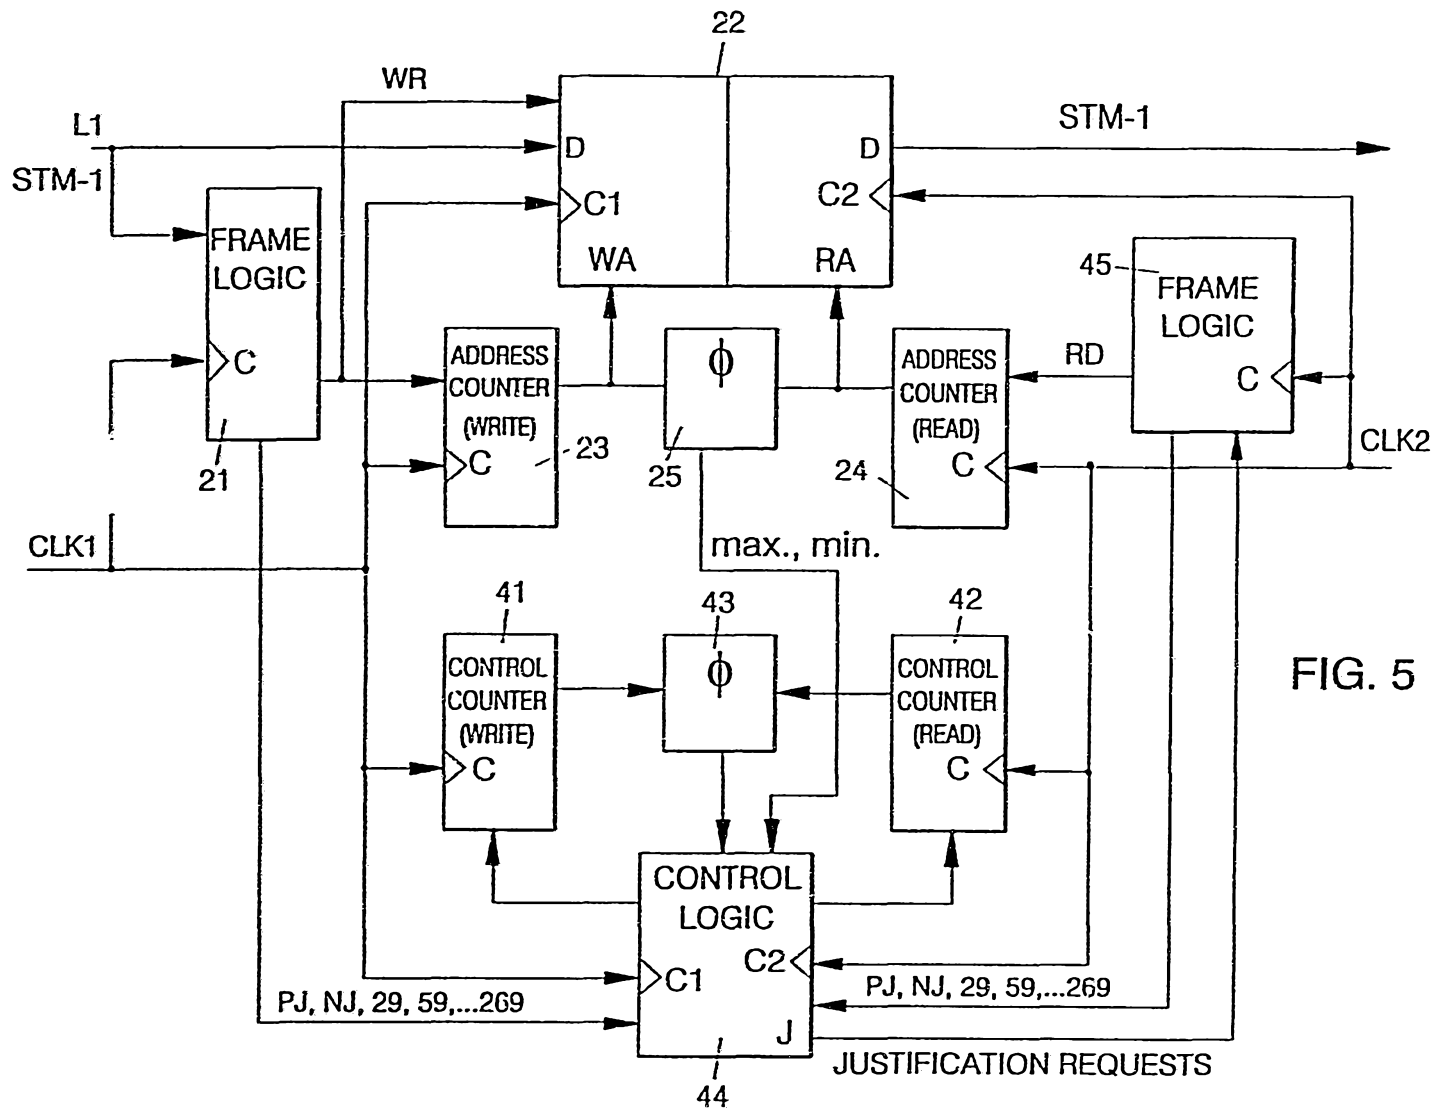 22
WR
L1
STM-1
D
D
STM-1
C1
C2
WA
RA
FRAME
LOGIC
C
21
ADDRESS
COUNTER
(WRITE)
C
23
ϕ
25
ADDRESS
COUNTER
(READ)
C
24
RD
45
FRAME
LOGIC
C
CLK2
CLK1
max., min.
41
CONTROL
COUNTER
(WRITE)
C
43
ϕ
42
CONTROL
COUNTER
(READ)
C
FIG. 5
CONTROL
LOGIC
C1
C2
J
PJ, NJ, 29, 59,...269
PJ, NJ, 29, 59,...269
JUSTIFICATION REQUESTS
44